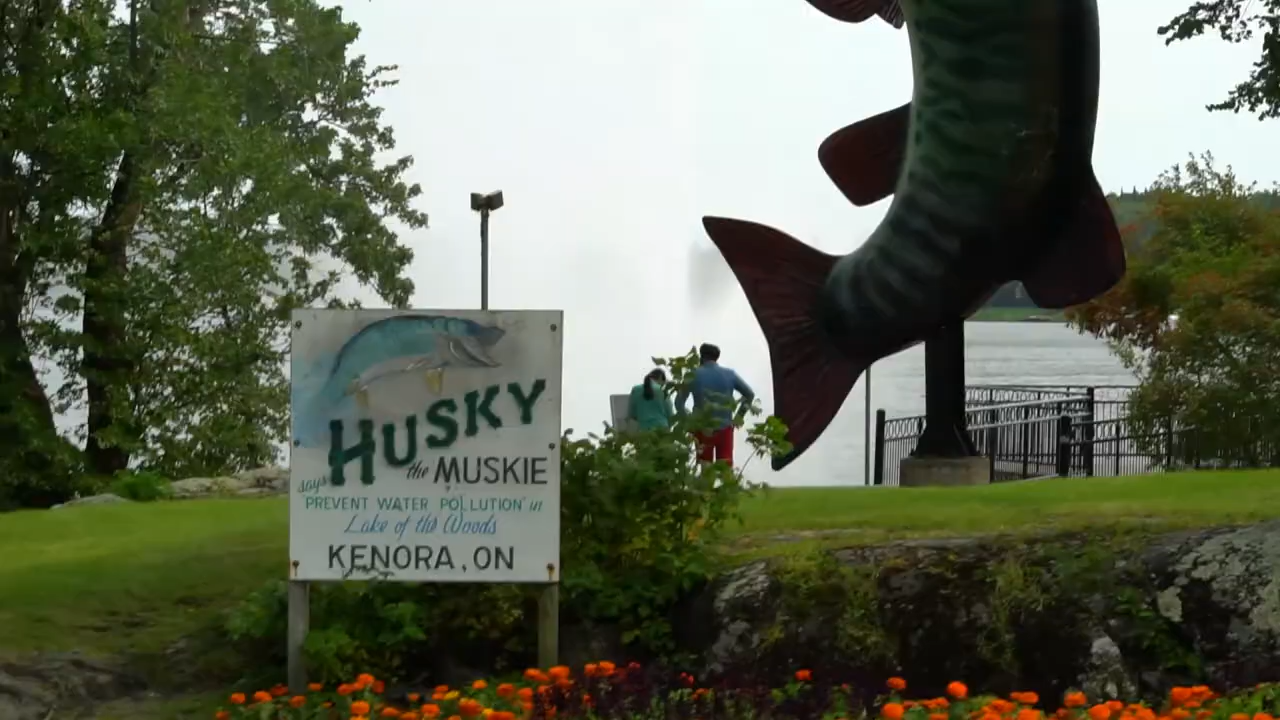 HUSKY
the MUSKIE
says
"PREVENT WATER POLLUTION" in
Lake of the Woods
KENORA, ON